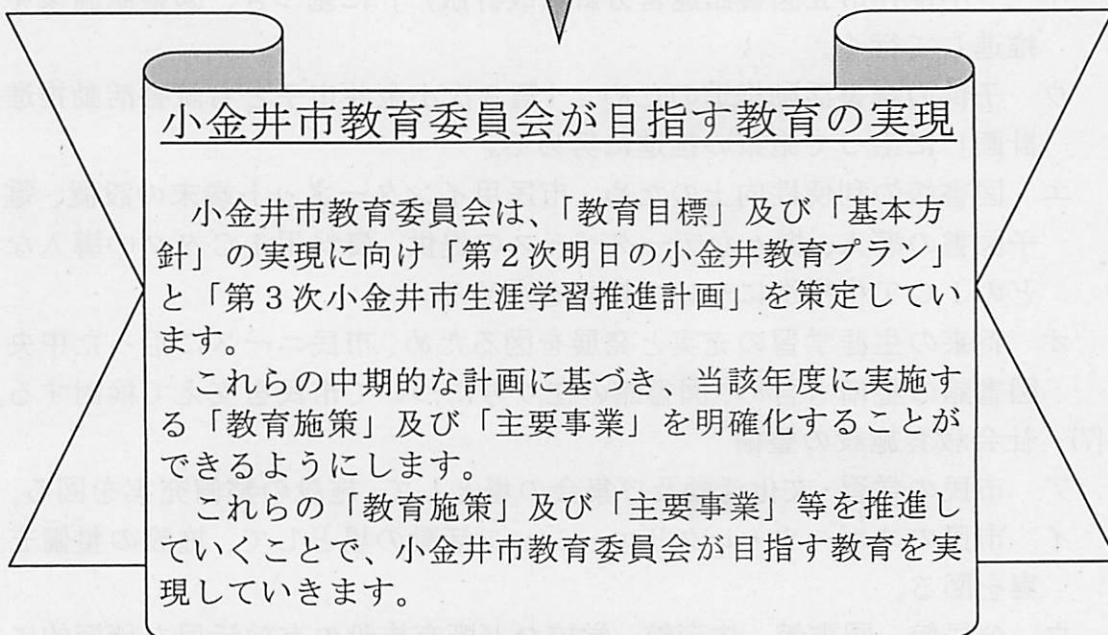 小金井市教育委員会が目指す教育の実現
小金井市教育委員会は、「教育目標」及び「基本方
針」の実現に向け「第２次明日の小金井教育プラン」
と「第３次小金井市生涯学習推進計画」を策定してい
ます。
これらの中期的な計画に基づき、当該年度に実施す
る「教育施策」及び「主要事業」を明確化することが
できるようにします。
これらの「教育施策」及び「主要事業」等を推進し
ていくことで、小金井市教育委員会が目指す教育を実
現していきます。